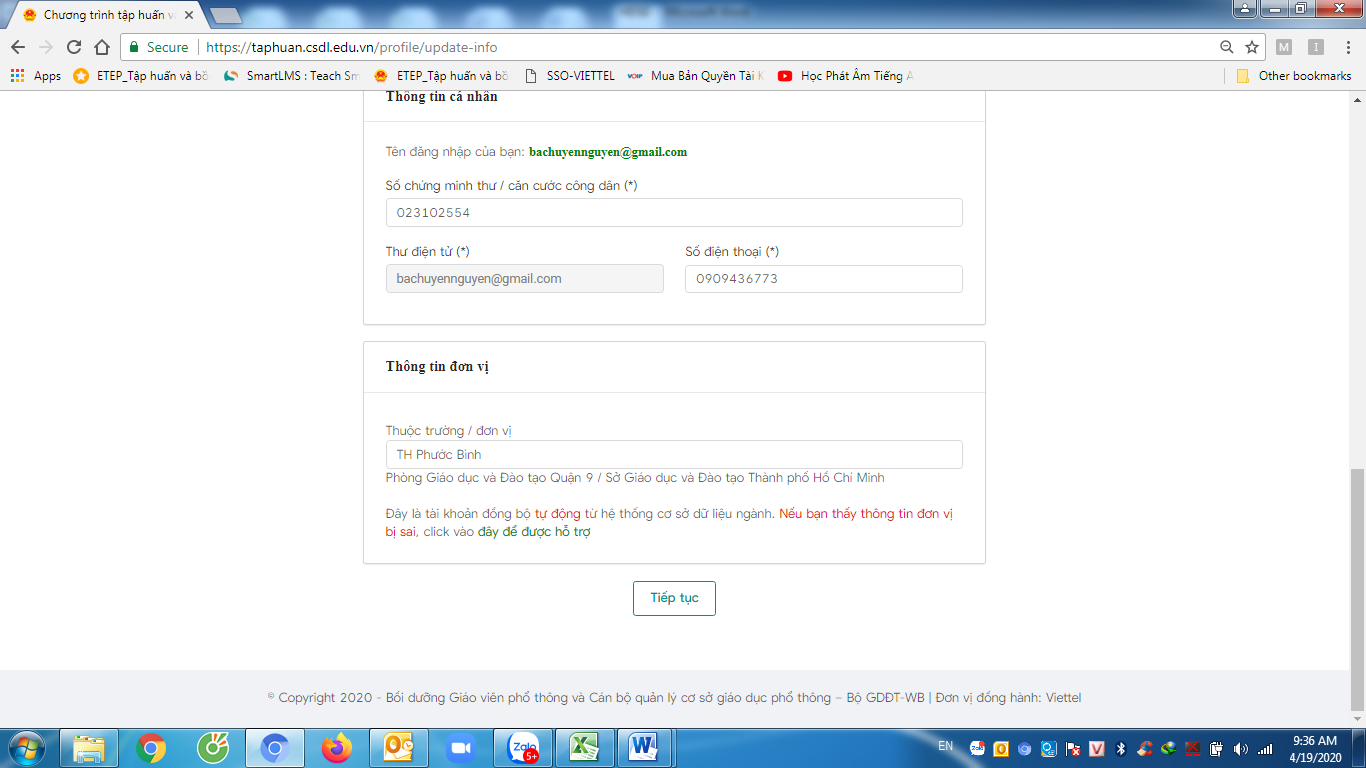 Chương trình tập huấn và
Secure
https://taphuan.csdl.edu.vn/profile/update-info
M
I
Apps
ETEP_Tập huấn và bồ
SmartLMS : Teach Sm
ETEP_Tập huấn và bồ
SSO-VIETTEL
Mua Bản Quyền Tài K
Học Phát Âm Tiếng A
Other bookmarks
Thông tin cá nhân
Tên đăng nhập của bạn: bachuyennguyen@gmail.com
Số chứng minh thư / căn cước công dân (*)
023102554
Thư điện tử (*)
Số điện thoại (*)
bachuyennguyen@gmail.com
0909436773
Thông tin đơn vị
Thuộc trường / đơn vị
TH Phước Bình
Phòng Giáo dục và Đào tạo Quận 9 / Sở Giáo dục và Đào tạo Thành phố Hồ Chí Minh
Đây là tài khoản đồng bộ tự động từ hệ thống cơ sở dữ liệu ngành. Nếu bạn thấy thông tin đơn vị
bị sai, click vào đây để được hỗ trợ
Tiếp tục
© Copyright 2020 - Bồi dưỡng Giáo viên phổ thông và Cán bộ quản lý cơ sở giáo dục phổ thông – Bộ GDĐT-WB | Đơn vị đồng hành: Viettel
Zalo
5+
EN
9:36 AM
4/19/2020